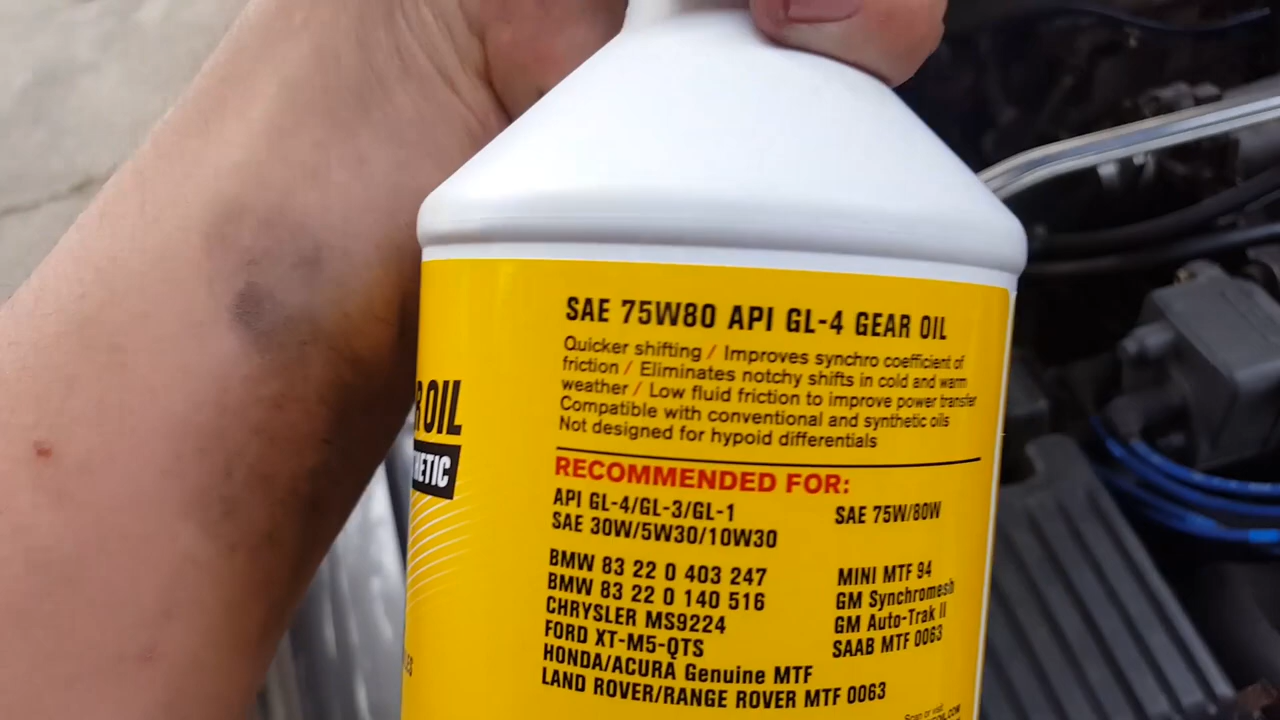 SAE 75W80 API GL-4 GEAR OIL
Quicker shifting / Improves synchro coefficient of
friction / Eliminates notchy shifts in cold and warm
weather / Low fluid friction to improve power transfer
Compatible with conventional and synthetic oils
Not designed for hypoid differentials
OIL
RECOMMENDED FOR:
API GL-4/GL-3/GL-1
SAE 30W/5W30/10W30
SAE 75W/80W
BMW 83 22 0 403 247
BMW 83 22 0 140 516
CHRYSLER MS9224
FORD XT-M5-QTS
HONDA/ACURA Genuine MTF
LAND ROVER/RANGE ROVER MTF 0063
MINI MTF 94
GM Synchromesh
GM Auto-Trak II
SAAB MTF 0063
Scan or visit